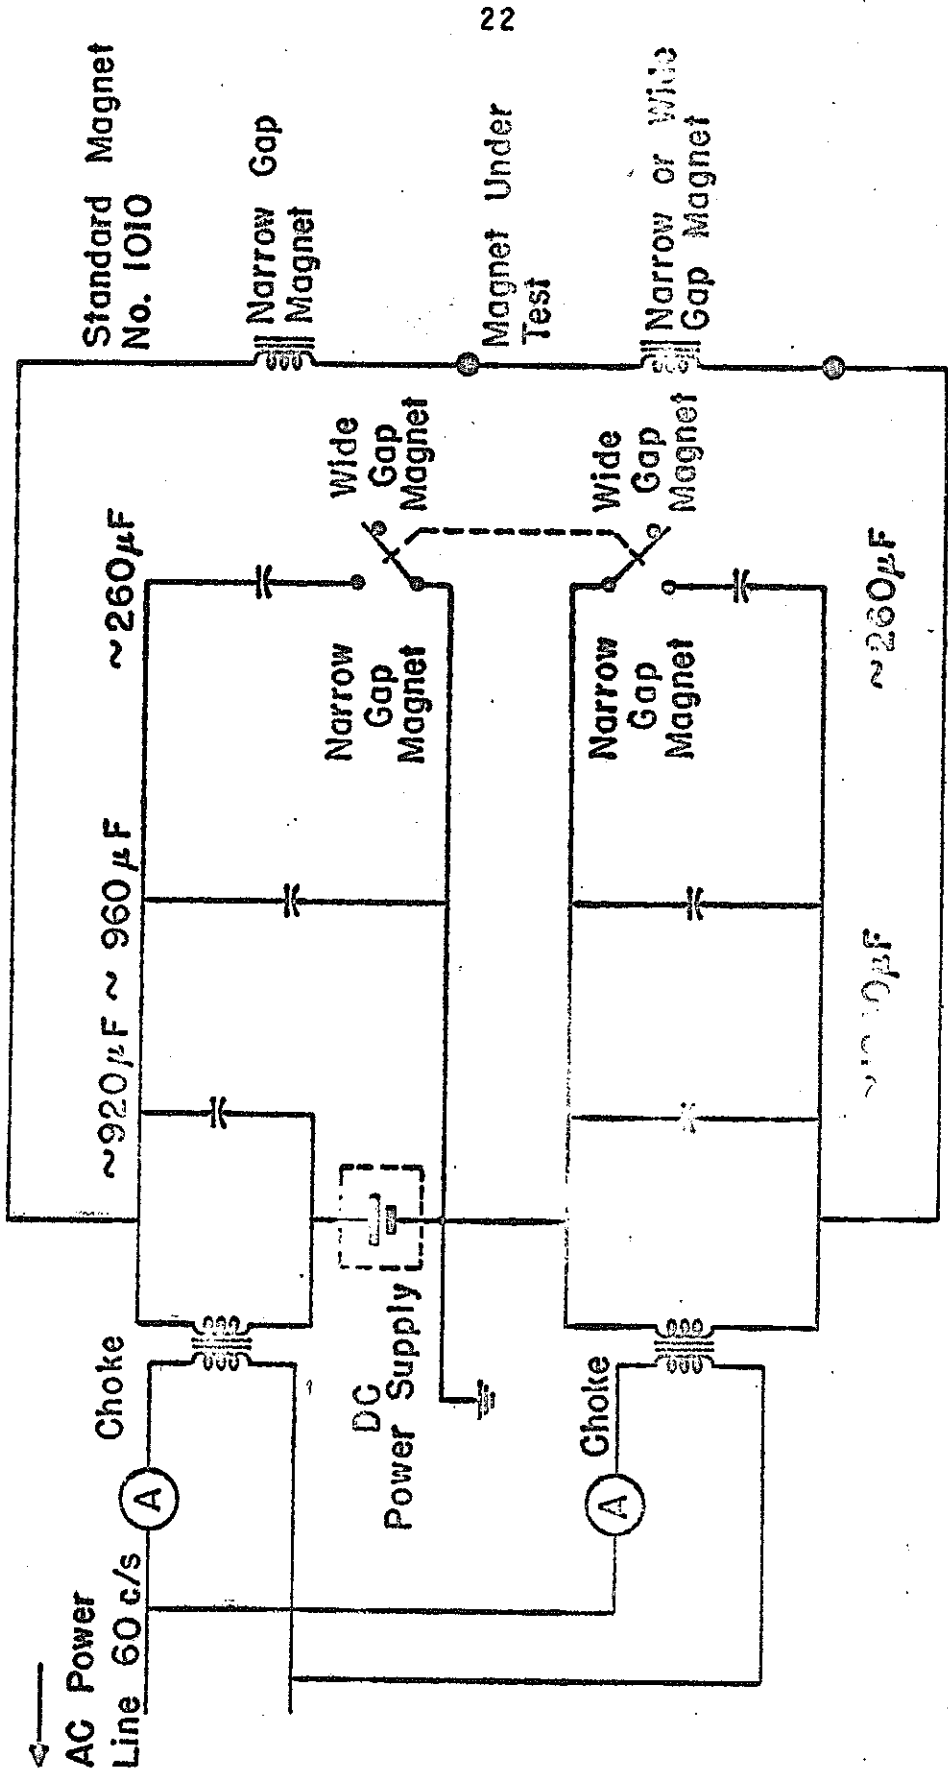 22
Standard Magnet
No. 1010
Narrow Gap
Magnet
Magnet Under
Test
Narrow or Wide
Gap Magnet
~260μF
Wide
Gap
Magnet
Narrow
Gap
Magnet
Wide
Gap
Magnet
Narrow
Gap
Magnet
~260μF
~920μF ~ 960μF
0μF
Choke
A
DC
Power Supply
Choke
A
AC Power
Line 60 c/s